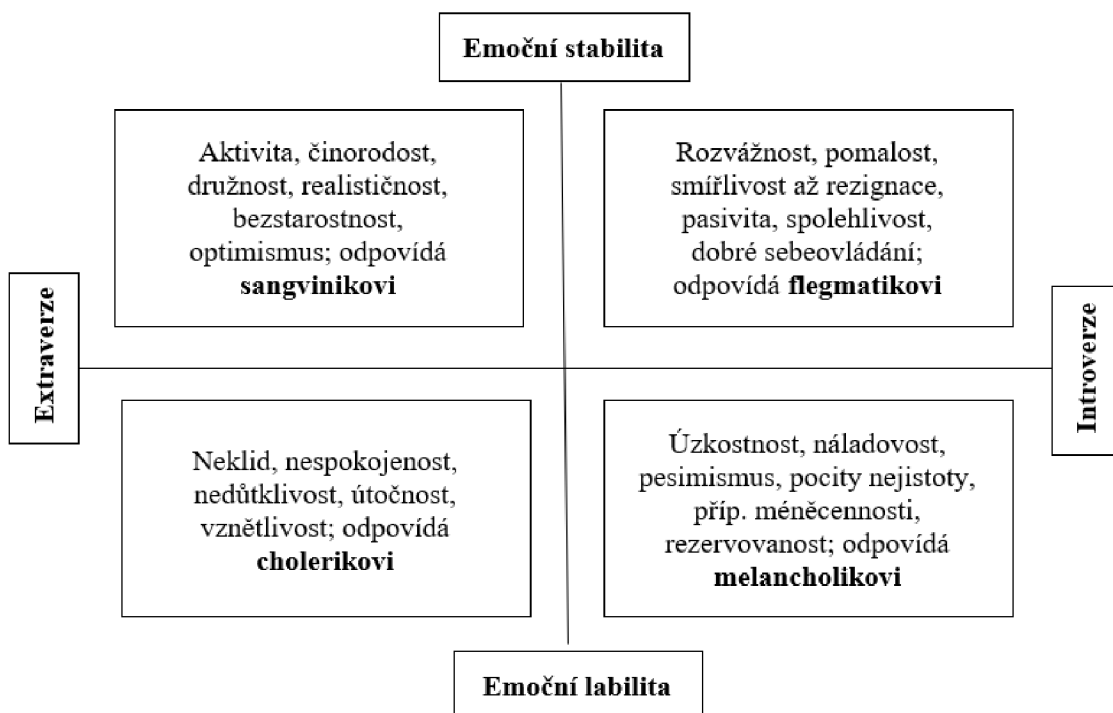 Emoční stabilita
Aktivita, činorodost,
družnost, realističnost,
bezstarostnost,
optimismus; odpovídá
sangvinikovi
Rozvážnost, pomalost,
smířlivost až rezignace,
pasivita, spolehlivost,
dobré sebeovládání;
odpovídá flegmatikovi
Extraverze
Introverze
Neklid, nespokojenost,
nedůtklivost, útočnost,
vznětlivost; odpovídá
cholerikovi
Úzkostnost, náladovost,
pesimismus, pocity nejistoty,
příp. méněcennosti,
rezervovanost; odpovídá
melancholikovi
Emoční labilita